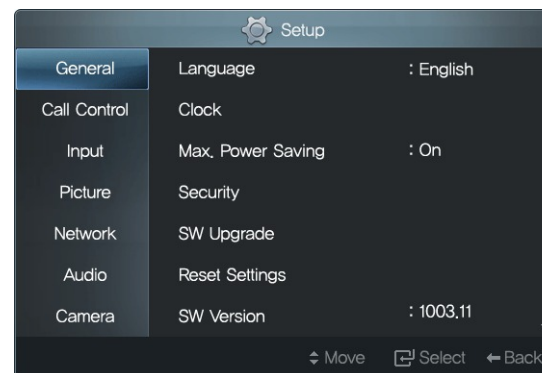 Setup
General
Language : English
Call Control
Clock
Input
Max. Power Saving : On
Picture
Security
Network
SW Upgrade
Audio
Reset Settings
Camera
SW Version : 1003.11
Move Select Back